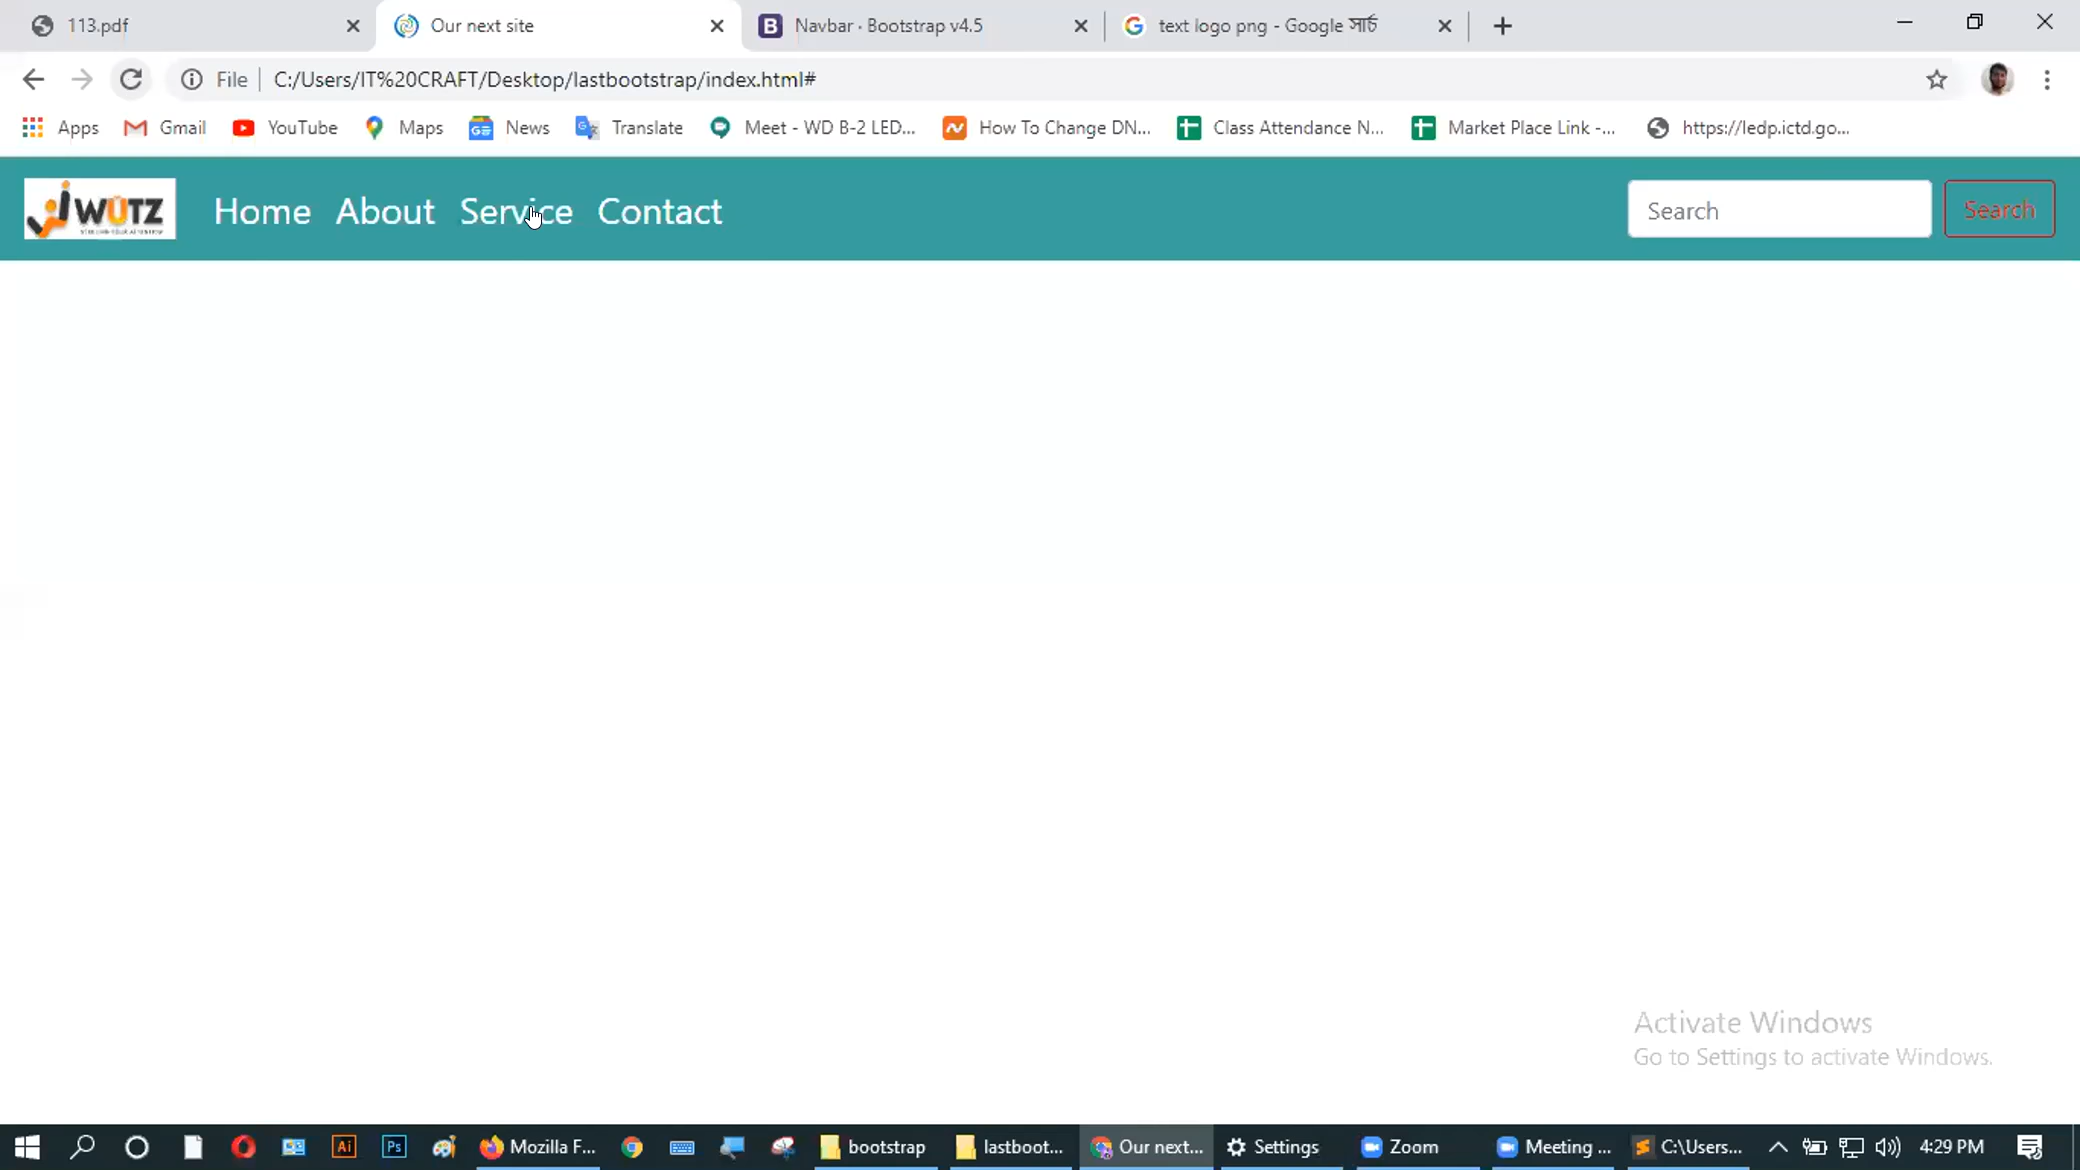 113.pdf
Our next site
Navbar · Bootstrap v4.5
text logo png - Google সার্চ
File
C:/Users/IT%20CRAFT/Desktop/lastbootstrap/index.html#
Apps
Gmail
YouTube
Maps
News
Translate
Meet - WD B-2 LED...
How To Change DN...
Class Attendance N...
Market Place Link -...
https://ledp.ictd.go...
WUTZ
Home
About
Service
Contact
Search
Search
Activate Windows
Go to Settings to activate Windows.
Mozilla F...
bootstrap
lastboot...
Our next...
Settings
Zoom
Meeting ...
C:\Users...
4:29 PM